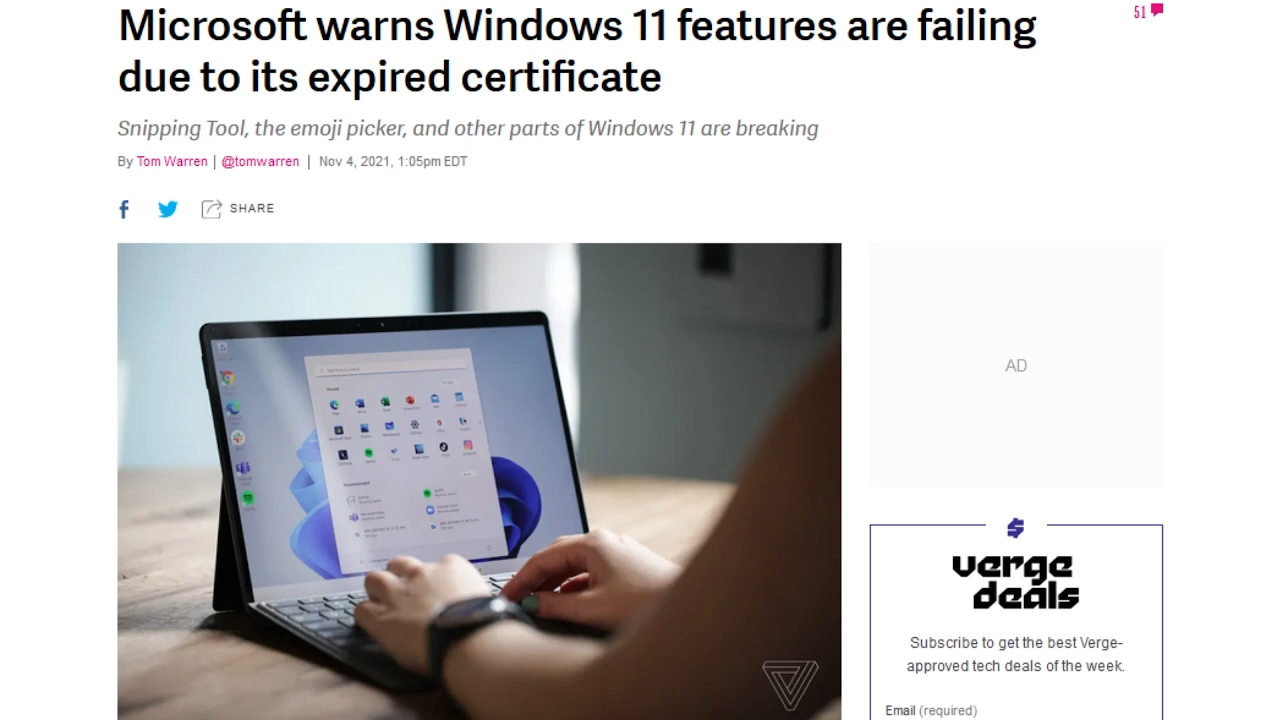 Microsoft warns Windows 11 features are failing
51
due to its expired certificate
Snipping Tool, the emoji picker, and other parts of Windows 11 are breaking
By Tom Warren | @tomwarren | Nov 4, 2021, 1:05pm EDT
SHARE
AD
verge
deals
Subscribe to get the best Verge-
approved tech deals of the week.
Email (required)